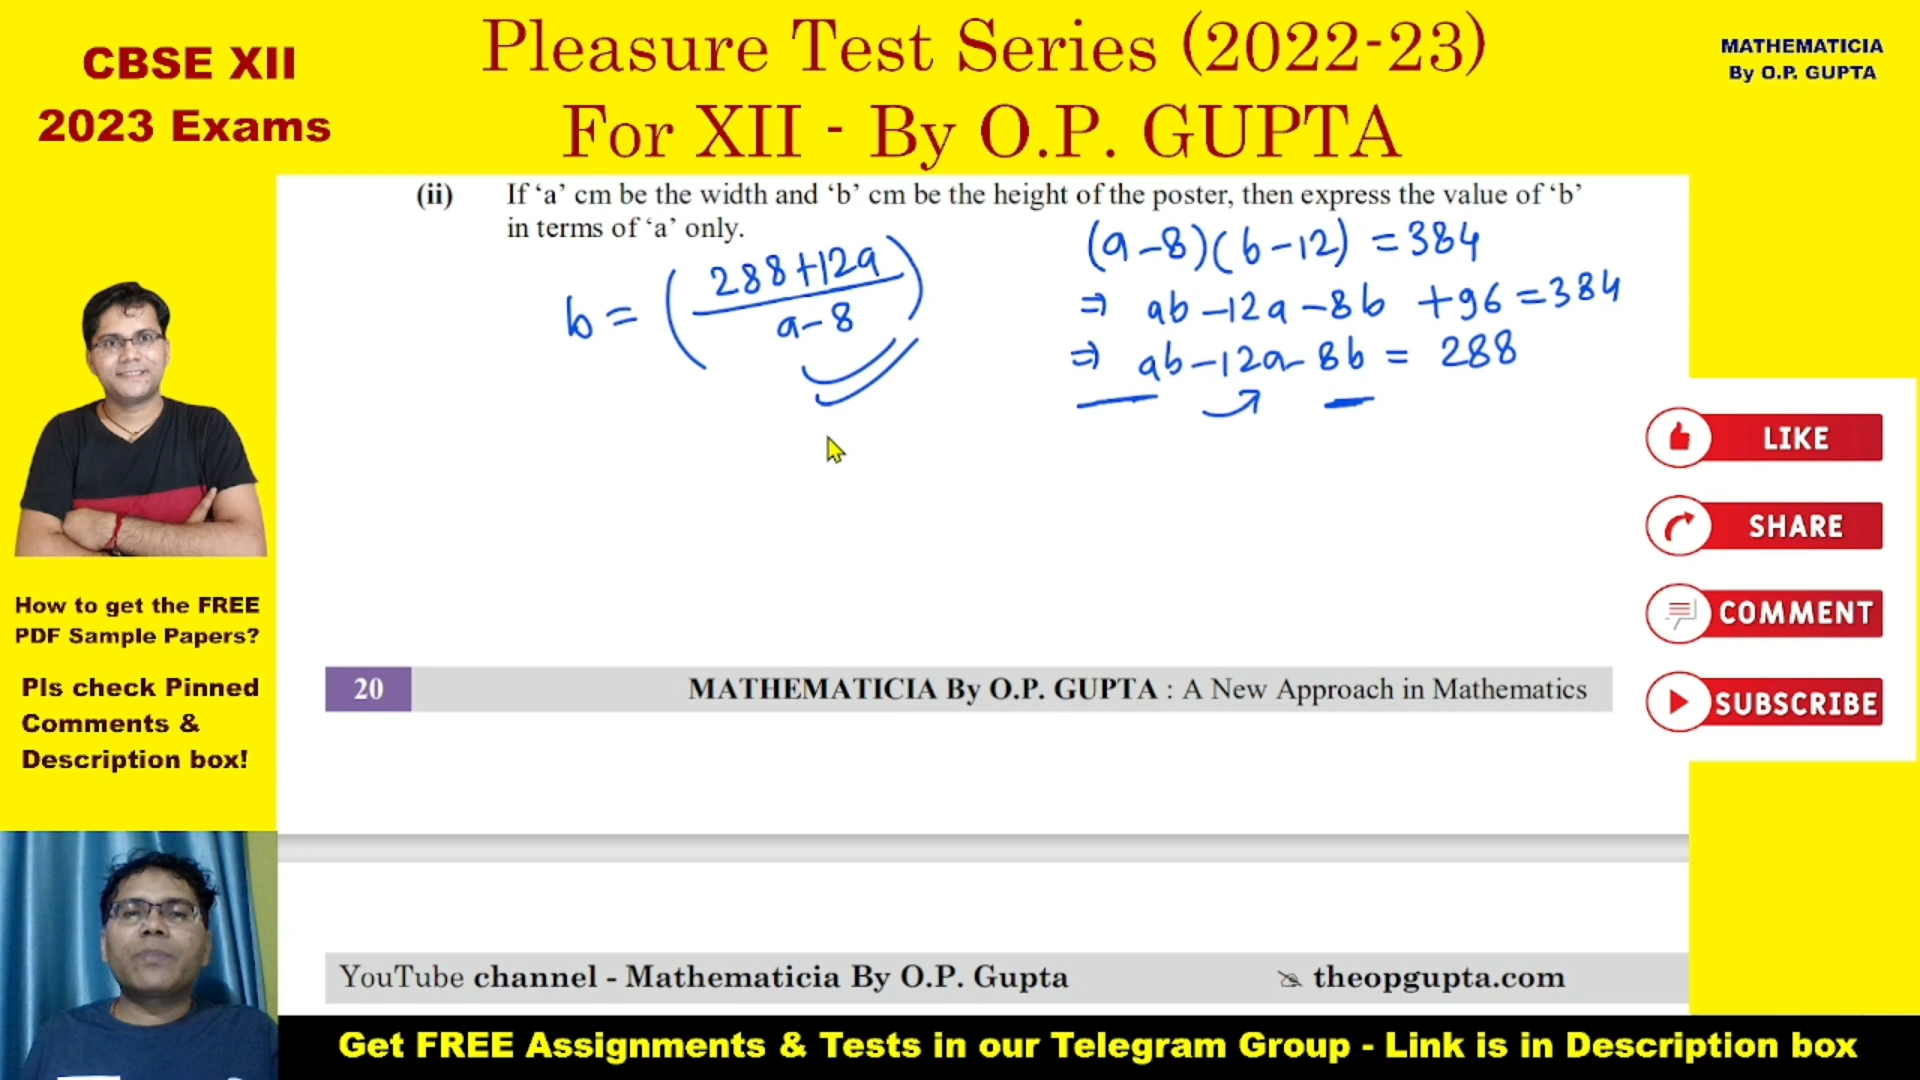 CBSE XII
2023 Exams
Pleasure Test Series (2022-23)
For XII - By O.P. GUPTA
MATHEMATICIA
By O.P. GUPTA
(ii) If ‘a’ cm be the width and ‘b’ cm be the height of the poster, then express the value of ‘b’
in terms of ‘a’ only.
b = ( (288+12a) / (a-8) )
(a-8)(b-12) = 384
⇒ ab-12a-8b +96 = 384
⇒ ab-12a-8b = 288
LIKE
SHARE
COMMENT
SUBSCRIBE
How to get the FREE
PDF Sample Papers?
Pls check Pinned
Comments &
Description box!
20
MATHEMATICIA By O.P. GUPTA : A New Approach in Mathematics
YouTube channel - Mathematicia By O.P. Gupta
theopgupta.com
Get FREE Assignments & Tests in our Telegram Group - Link is in Description box